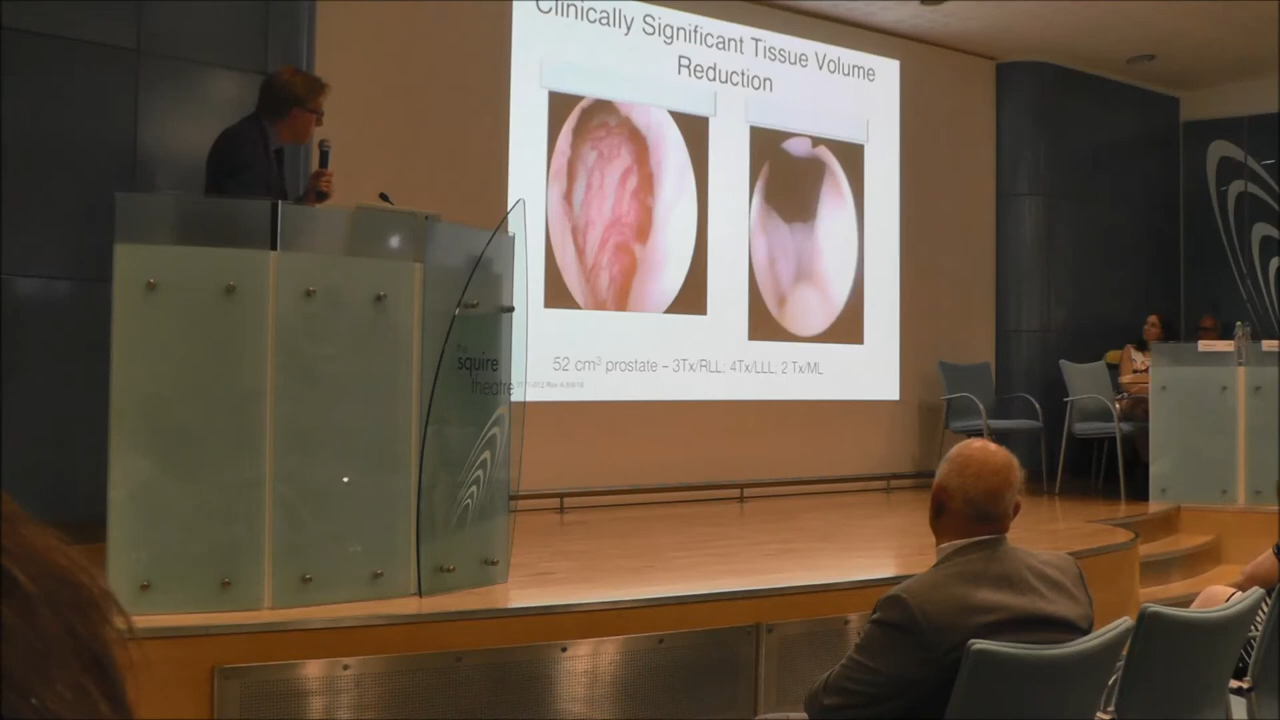 Clinically Significant Tissue Volume
Reduction
52 cm³ prostate – 3Tx/RLL; 4Tx/LLL; 2 Tx/ML
the
squire
theatre